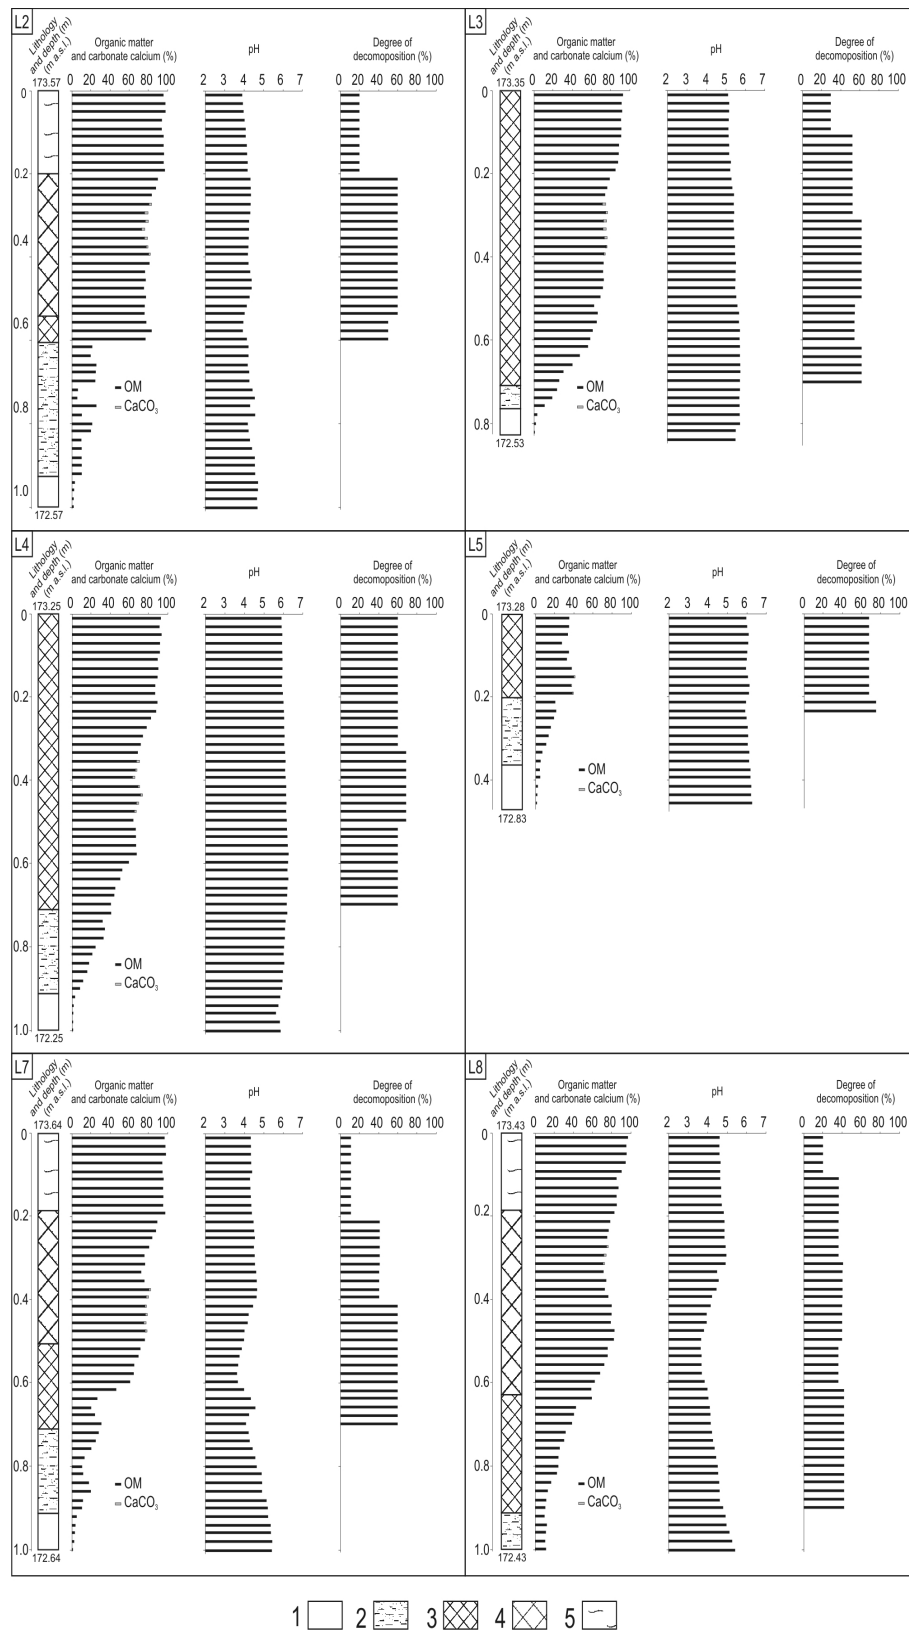 L2
Lithology
and depth (m)
(m a.s.l.)
Organic matter
and carbonate calcium (%)
pH
Degree of
decomoposition (%)
173.57
0 20 40 60 80 100
2 3 4 5 6 7
0 20 40 60 80 100
0
0.2
0.4
0.6
0.8
1.0
OM
CaCO3
172.57
L3
Lithology
and depth (m)
(m a.s.l.)
Organic matter
and carbonate calcium (%)
pH
Degree of
decomoposition (%)
173.35
0 20 40 60 80 100
2 3 4 5 6 7
0 20 40 60 80 100
0
0.2
0.4
0.6
0.8
OM
CaCO3
172.53
L4
Lithology
and depth (m)
(m a.s.l.)
Organic matter
and carbonate calcium (%)
pH
Degree of
decomoposition (%)
173.25
0 20 40 60 80 100
2 3 4 5 6 7
0 20 40 60 80 100
0
0.2
0.4
0.6
0.8
1.0
OM
CaCO3
172.25
L5
Lithology
and depth (m)
(m a.s.l.)
Organic matter
and carbonate calcium (%)
pH
Degree of
decomoposition (%)
173.28
0 20 40 60 80 100
2 3 4 5 6 7
0 20 40 60 80 100
0
0.2
0.4
OM
CaCO3
172.83
L7
Lithology
and depth (m)
(m a.s.l.)
Organic matter
and carbonate calcium (%)
pH
Degree of
decomoposition (%)
173.64
0 20 40 60 80 100
2 3 4 5 6 7
0 20 40 60 80 100
0
0.2
0.4
0.6
0.8
1.0
OM
CaCO3
172.64
L8
Lithology
and depth (m)
(m a.s.l.)
Organic matter
and carbonate calcium (%)
pH
Degree of
decomoposition (%)
173.43
0 20 40 60 80 100
2 3 4 5 6 7
0 20 40 60 80 100
0
0.2
0.4
0.6
0.8
1.0
OM
CaCO3
172.43
1 2 3 4 5